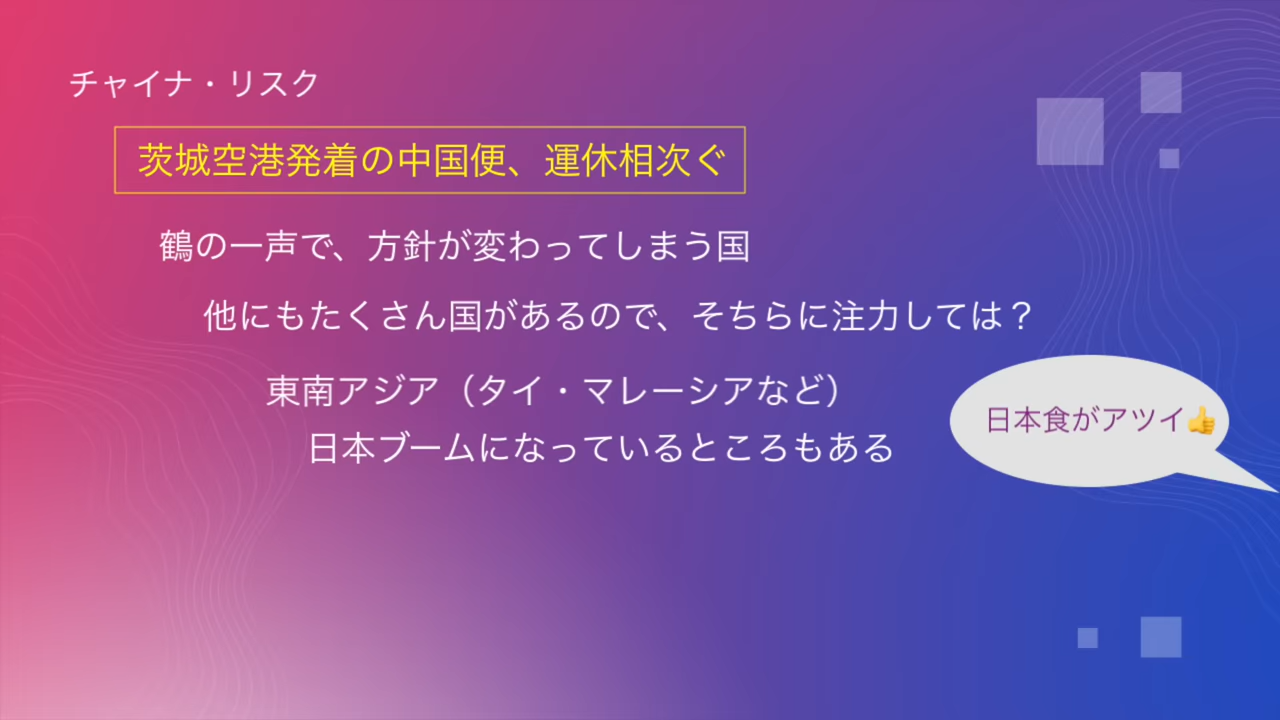 チャイナ・リスク
茨城空港発着の中国便、運休相次ぐ
鶴の一声で、方針が変わってしまう国
他にもたくさん国があるので、そちらに注力しては？
東南アジア（タイ・マレーシアなど）
日本食がアツイ👍
日本ブームになっているところもある